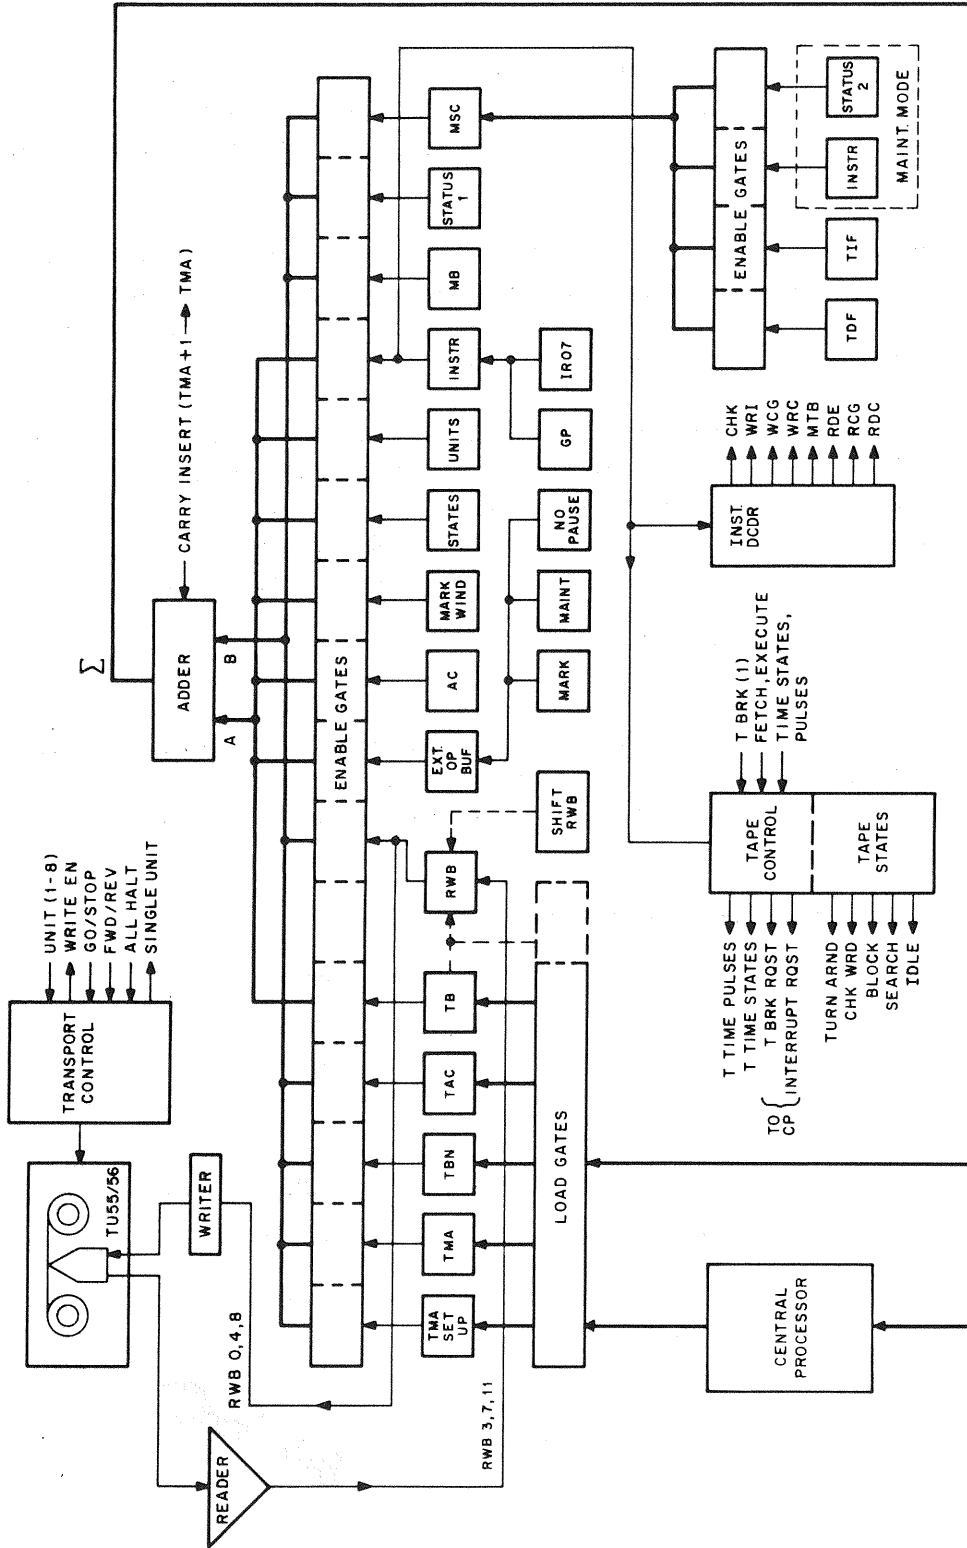 READER
RWB 3,7,11
RWB 0,4,8
WRITER
TU55/56
TRANSPORT
CONTROL
UNIT (1-8)
WRITE EN
GO/STOP
FWD/REV
ALL HALT
SINGLE UNIT
Σ
ADDER
CARRY INSERT (TMA+1 → TMA)
A
B
ENABLE GATES
TMA
SET
UP
TMA
TBN
TAC
TB
RWB
EXT.
OP
BUF
AC
MARK
WIND
STATES
UNITS
INSTR
MB
STATUS
1
MSC
LOAD GATES
SHIFT
RWB
MARK
MAINT
NO
PAUSE
GP
IR07
CENTRAL
PROCESSOR
TO
CP
T TIME PULSES
T TIME STATES
T BRK RQST
INTERRUPT RQST
TURN ARND
CHK WRD
BLOCK
SEARCH
IDLE
TAPE
CONTROL
TAPE
STATES
T BRK (1)
FETCH, EXECUTE
TIME STATES,
PULSES
INST.
DCDR
CHK
WRI
WCG
WRC
MTB
RDE
RCG
RDC
ENABLE GATES
TDF
TIF
INSTR
STATUS
2
MAINT. MODE